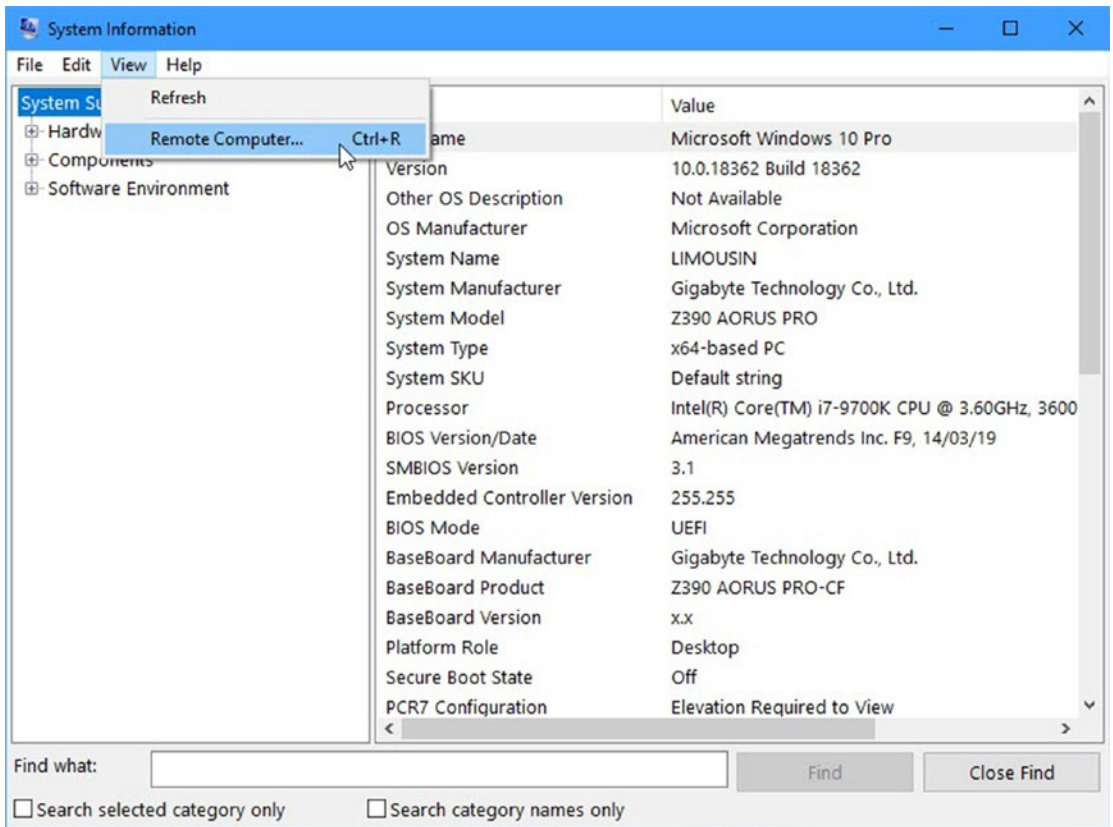 System Information
File Edit View Help
Refresh
Remote Computer... Ctrl+R
System Su
Hardw
Components
Software Environment
Value
ame Microsoft Windows 10 Pro
Version 10.0.18362 Build 18362
Other OS Description Not Available
OS Manufacturer Microsoft Corporation
System Name LIMOUSIN
System Manufacturer Gigabyte Technology Co., Ltd.
System Model Z390 AORUS PRO
System Type x64-based PC
System SKU Default string
Processor Intel(R) Core(TM) i7-9700K CPU @ 3.60GHz, 3600
BIOS Version/Date American Megatrends Inc. F9, 14/03/19
SMBIOS Version 3.1
Embedded Controller Version 255.255
BIOS Mode UEFI
BaseBoard Manufacturer Gigabyte Technology Co., Ltd.
BaseBoard Product Z390 AORUS PRO-CF
BaseBoard Version x.x
Platform Role Desktop
Secure Boot State Off
PCR7 Configuration Elevation Required to View
Find what: Find Close Find
Search selected category only Search category names only